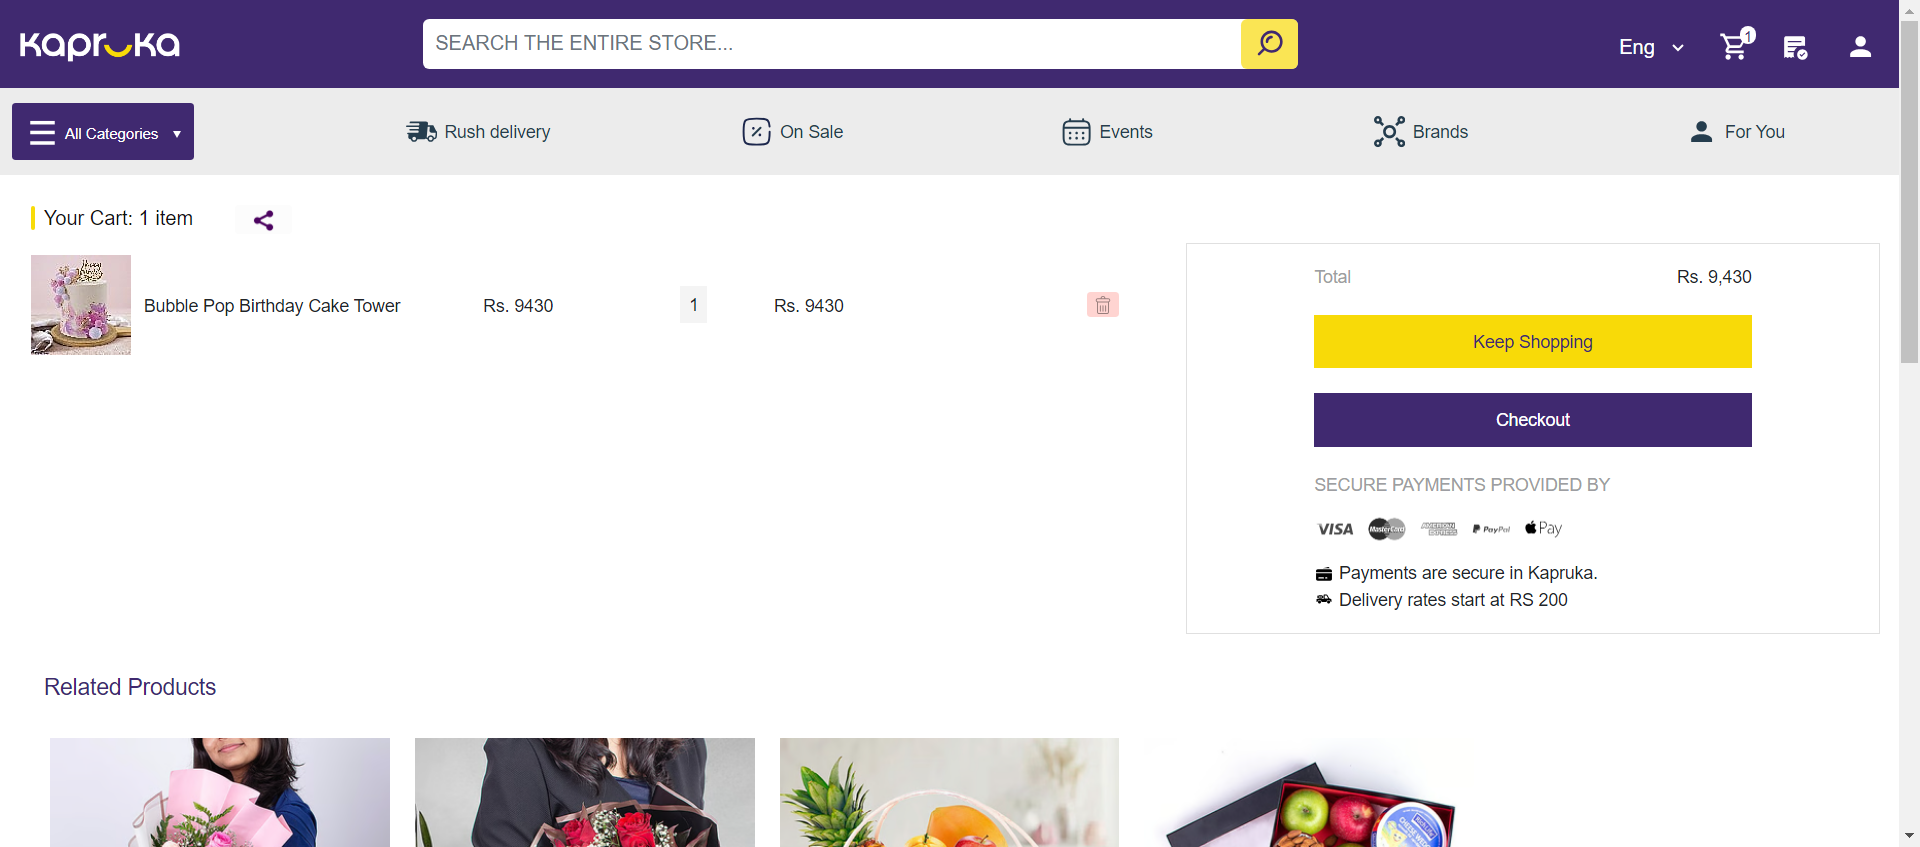 Kapruka
SEARCH THE ENTIRE STORE...
Eng
1
All Categories ▾
Rush delivery
On Sale
Events
Brands
For You
Your Cart: 1 item
Bubble Pop Birthday Cake Tower
Rs. 9430
1
Rs. 9430
Total
Rs. 9,430
Keep Shopping
Checkout
SECURE PAYMENTS PROVIDED BY
VISA
MasterCard
AMERICAN EXPRESS
PayPal
Pay
Payments are secure in Kapruka.
Delivery rates start at RS 200
Related Products